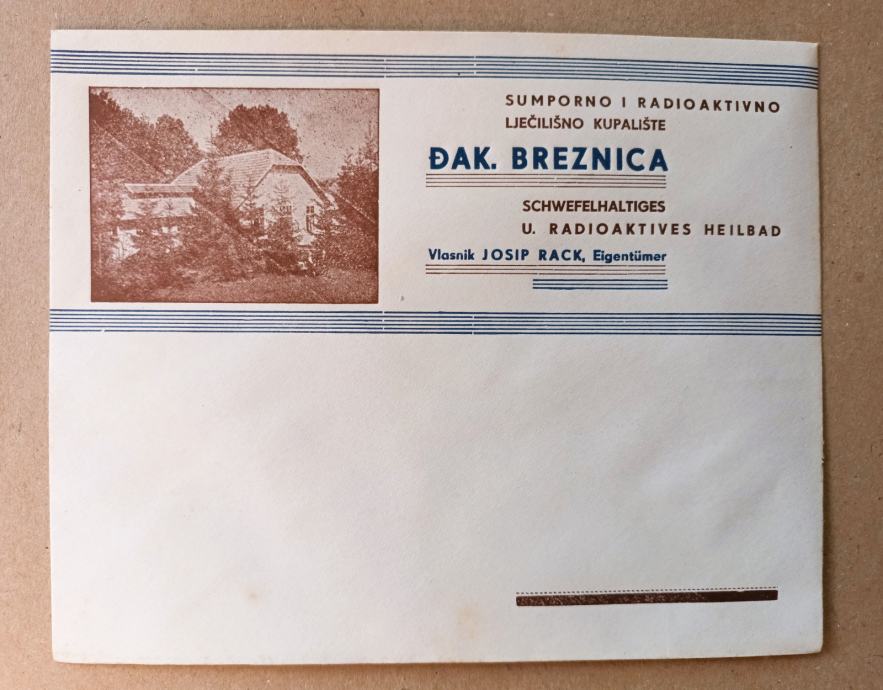 SUMPORNO I RADIOAKTIVNO
LJEČILIŠNO KUPALIŠTE
ĐAK. BREZNICA
SCHWEFELHALTIGES
U. RADIOAKTIVES HEILBAD
Vlasnik JOSIP RACK, Eigentümer